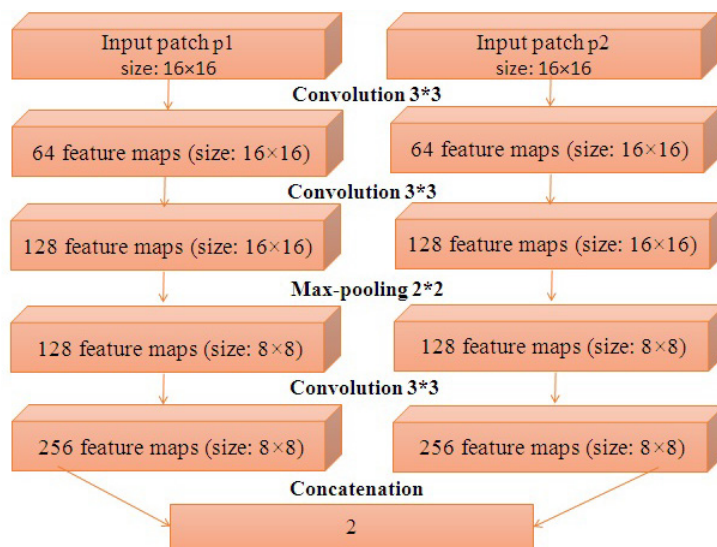 Input patch p1
size: 16×16
Input patch p2
size: 16×16
Convolution 3*3
64 feature maps (size: 16×16)
64 feature maps (size: 16×16)
Convolution 3*3
128 feature maps (size: 16×16)
128 feature maps (size: 16×16)
Max-pooling 2*2
128 feature maps (size: 8×8)
128 feature maps (size: 8×8)
Convolution 3*3
256 feature maps (size: 8×8)
256 feature maps (size: 8×8)
Concatenation
2